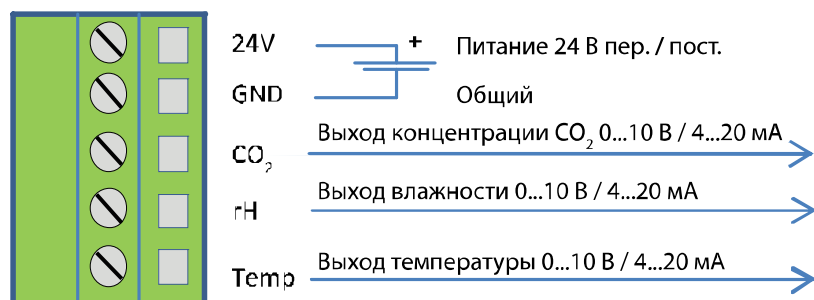 24V + Питание 24 В пер. / пост.
GND Общий
CO₂ Выход концентрации CO₂ 0...10 В / 4...20 мА
rH Выход влажности 0...10 В / 4...20 мА
Temp Выход температуры 0...10 В / 4...20 мА